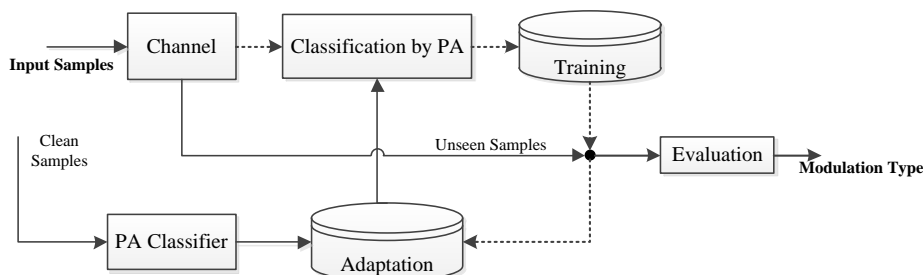 Channel
Classification by PA
Input Samples
Training
Clean
Samples
Unseen Samples
Evaluation
Modulation Type
PA Classifier
Adaptation